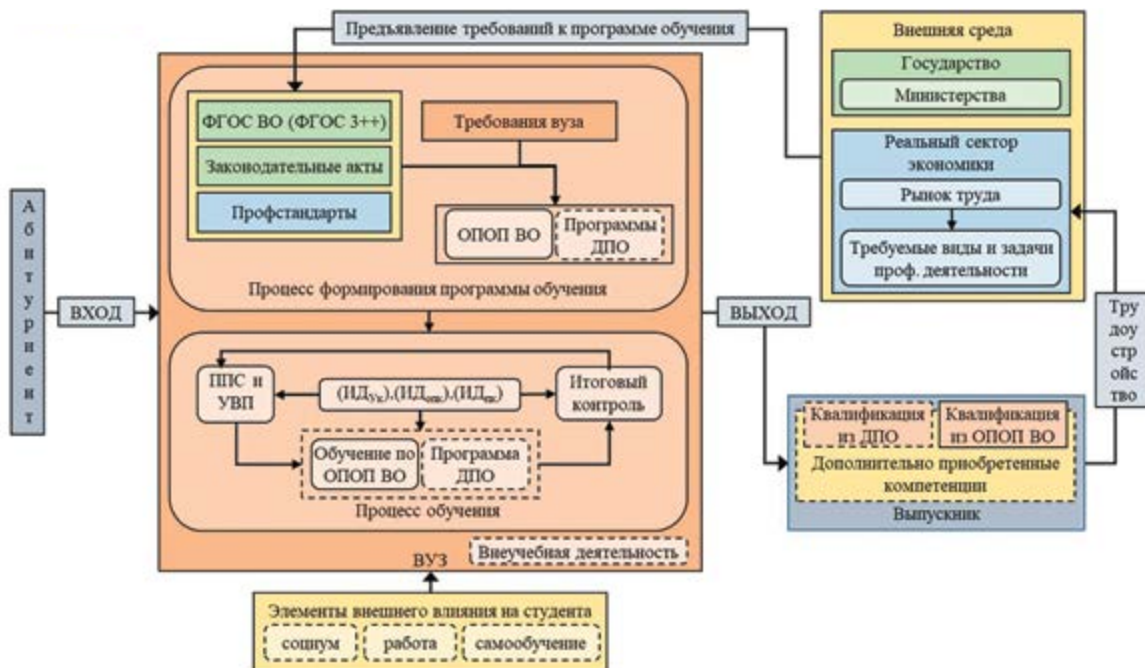 Предъявление требований к программе обучения
Внешняя среда
Государство
Министерства
Реальный сектор
экономики
Рынок труда
Требуемые виды и задачи
проф. деятельности
ФГОС ВО (ФГОС 3++)
Законодательные акты
Профстандарты
Требования вуза
ОПОП ВО
Программы
ДПО
Процесс формирования программы обучения
Абитуриент
ВХОД
ВЫХОД
Тру
доу
стр
ойс
тво
ППС и
УВП
(ИДУк),(ИДопк),(ИДпк)
Итоговый
контроль
Обучение по
ОПОП ВО
Программа
ДПО
Процесс обучения
Внеучебная деятельность
ВУЗ
Квалификация
из ДПО
Квалификация
из ОПОП ВО
Дополнительно приобретенные
компетенции
Выпускник
Элементы внешнего влияния на студента
социум
работа
самообучение